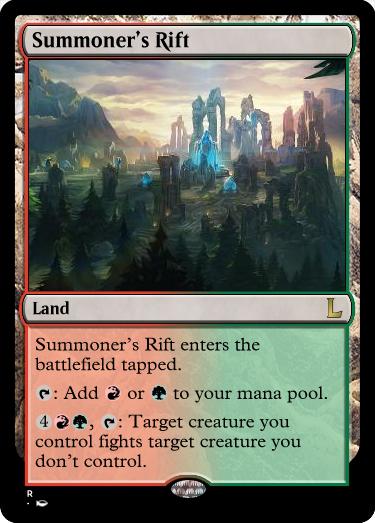 Summoner's Rift
Land L
Summoner's Rift enters the
battlefield tapped.
: Add or to your mana pool.
4 , : Target creature you
control fights target creature you
don't control.
R